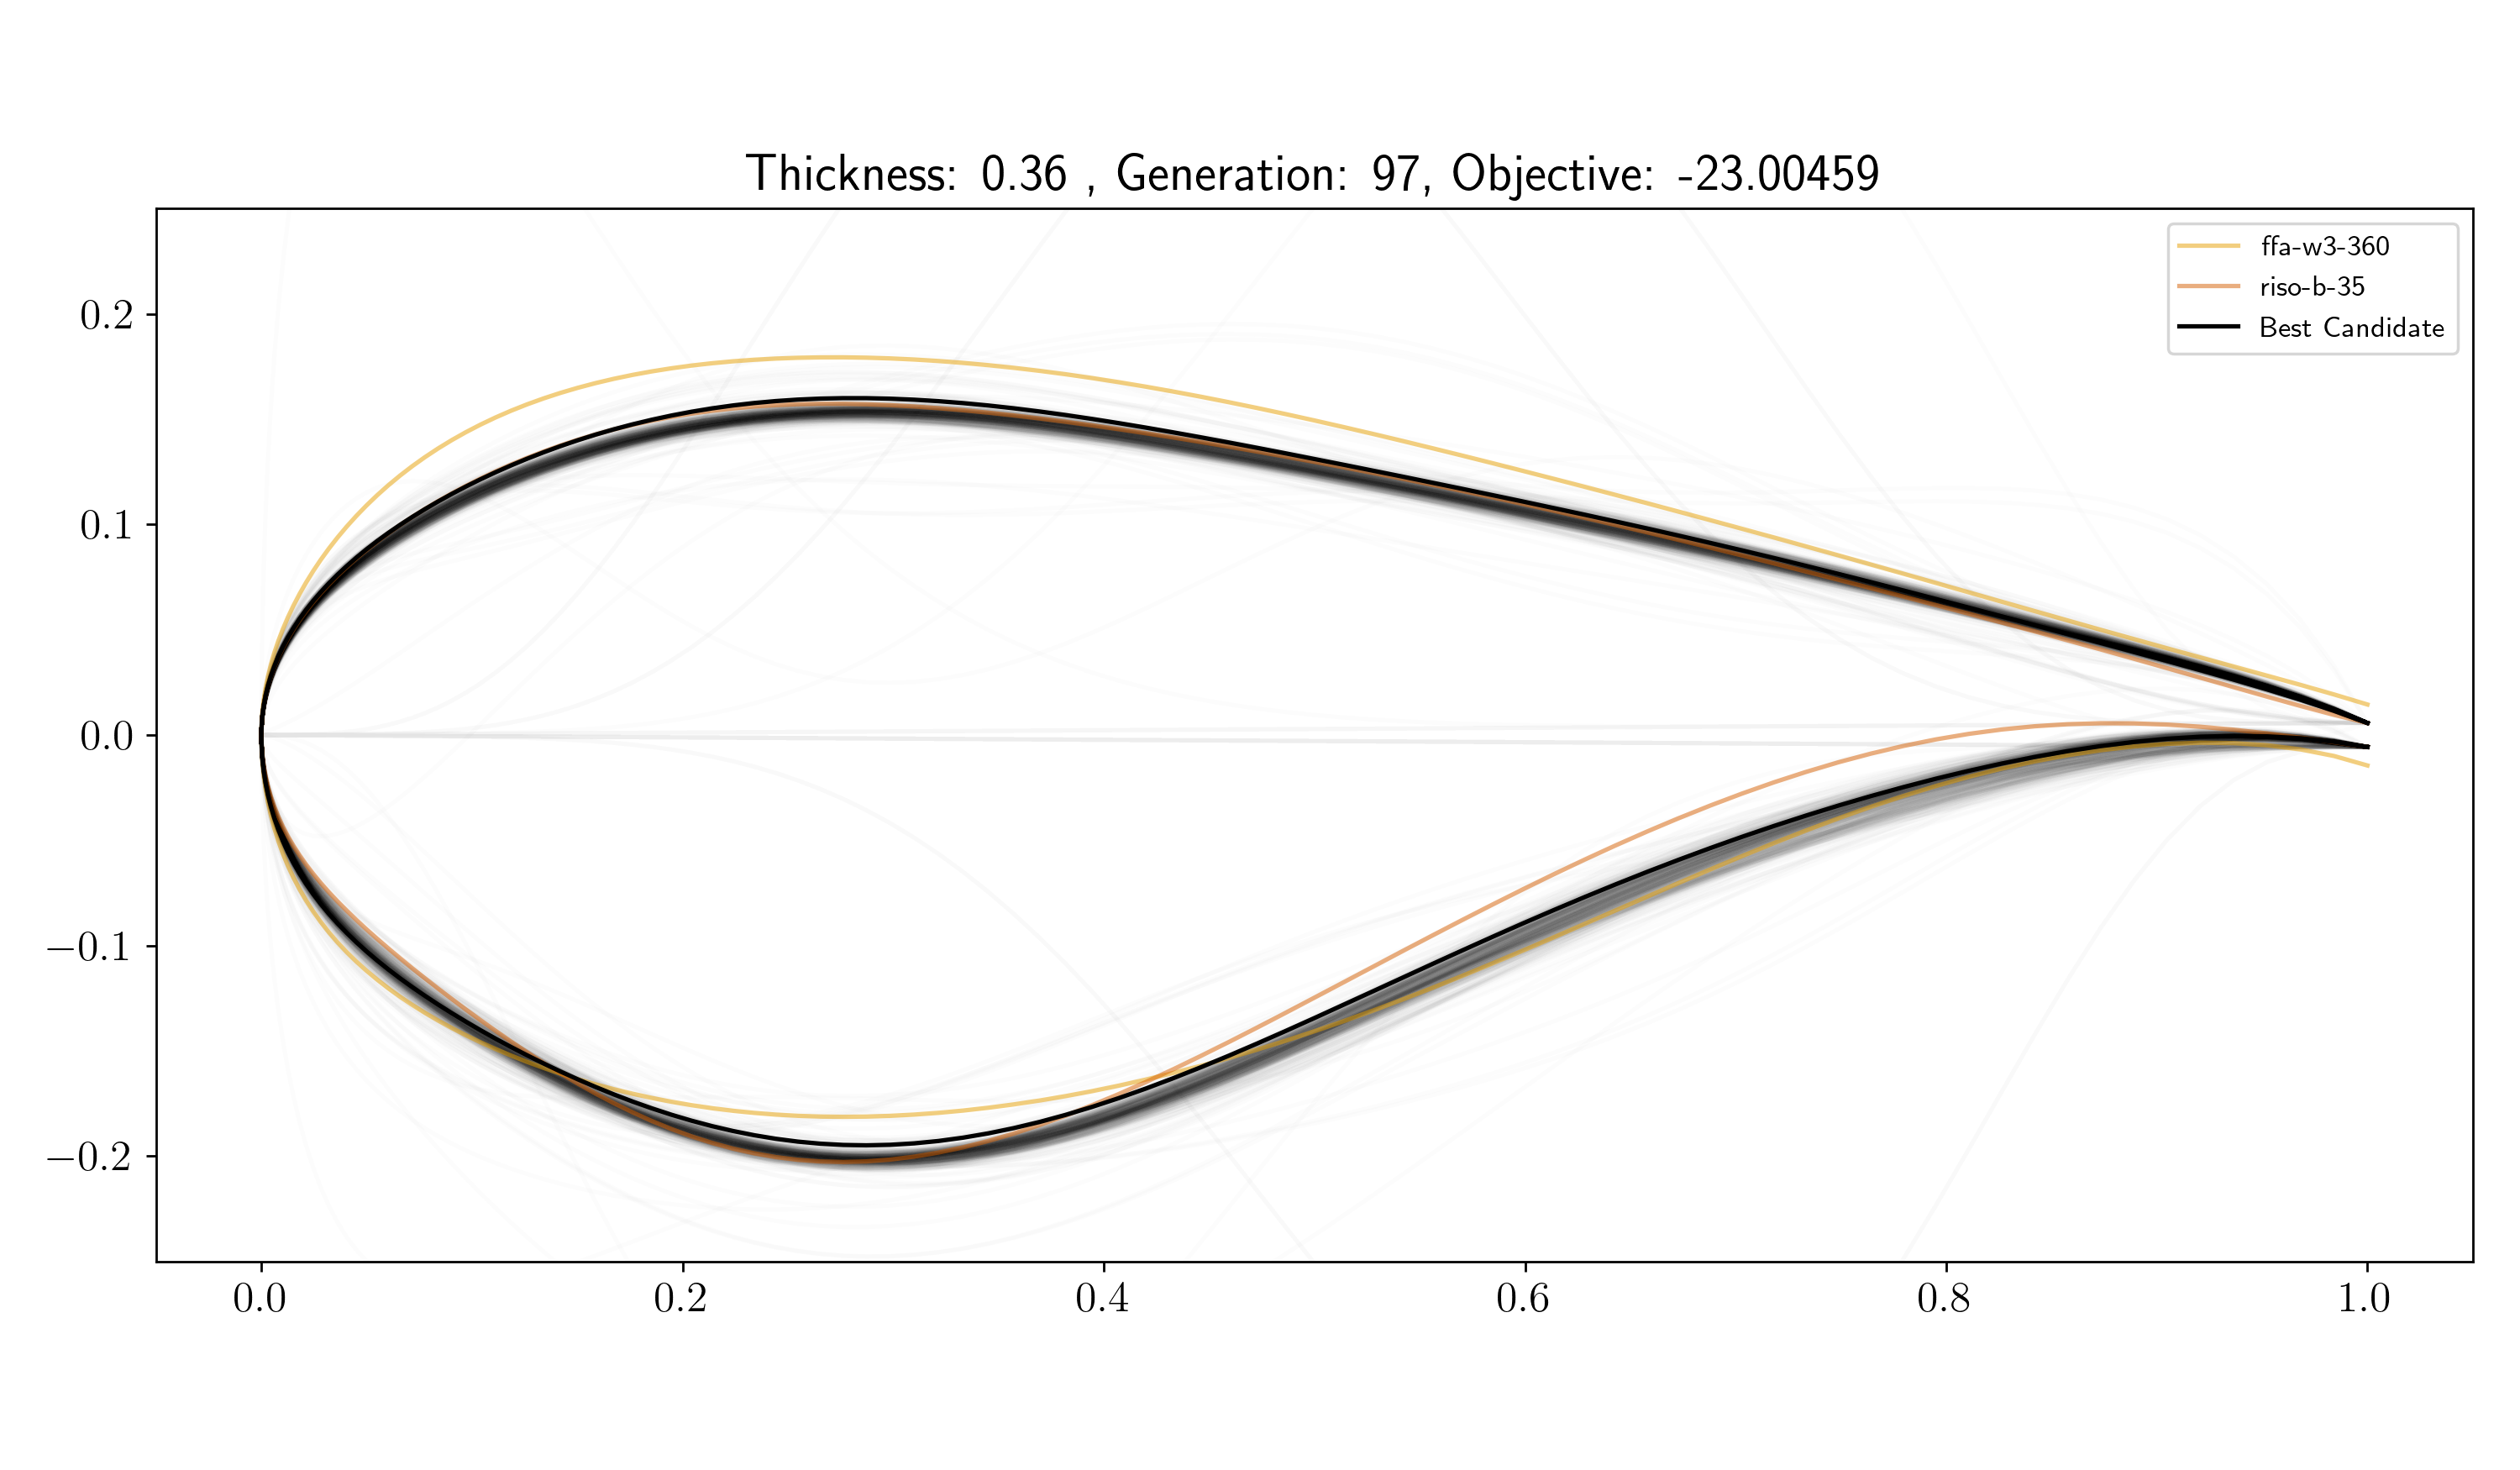 Thickness: 0.36 , Generation: 97, Objective: -23.00459
ffa-w3-360
riso-b-35
Best Candidate
0.2
0.1
0.0
−0.1
−0.2
0.0 0.2 0.4 0.6 0.8 1.0